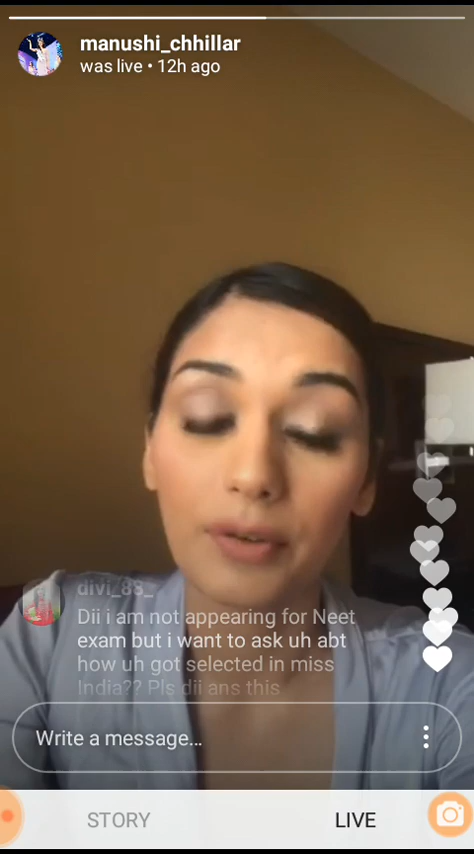 manushi_chhillar
was live • 12h ago
divi_88_
Dii i am not appearing for Neet
exam but i want to ask uh abt
how uh got selected in miss
India?? Pls dii ans this
Write a message...
STORY LIVE